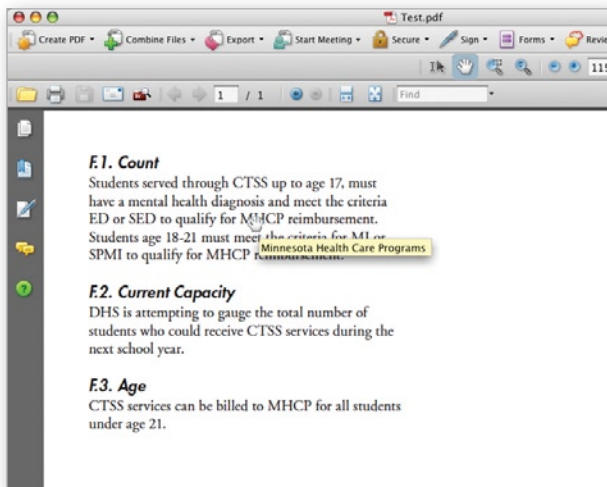 Test.pdf
Create PDF Combine Files Export Start Meeting Secure Sign Forms
1 / 1 Find
F.1. Count
Students served through CTSS up to age 17, must
have a mental health diagnosis and meet the criteria
ED or SED to qualify for MHCP reimbursement.
Students age 18-21 must meet the criteria for MI or
Minnesota Health Care Programs
SPMI to qualify for MHCP reimbursement.
F.2. Current Capacity
DHS is attempting to gauge the total number of
students who could receive CTSS services during the
next school year.
F.3. Age
CTSS services can be billed to MHCP for all students
under age 21.